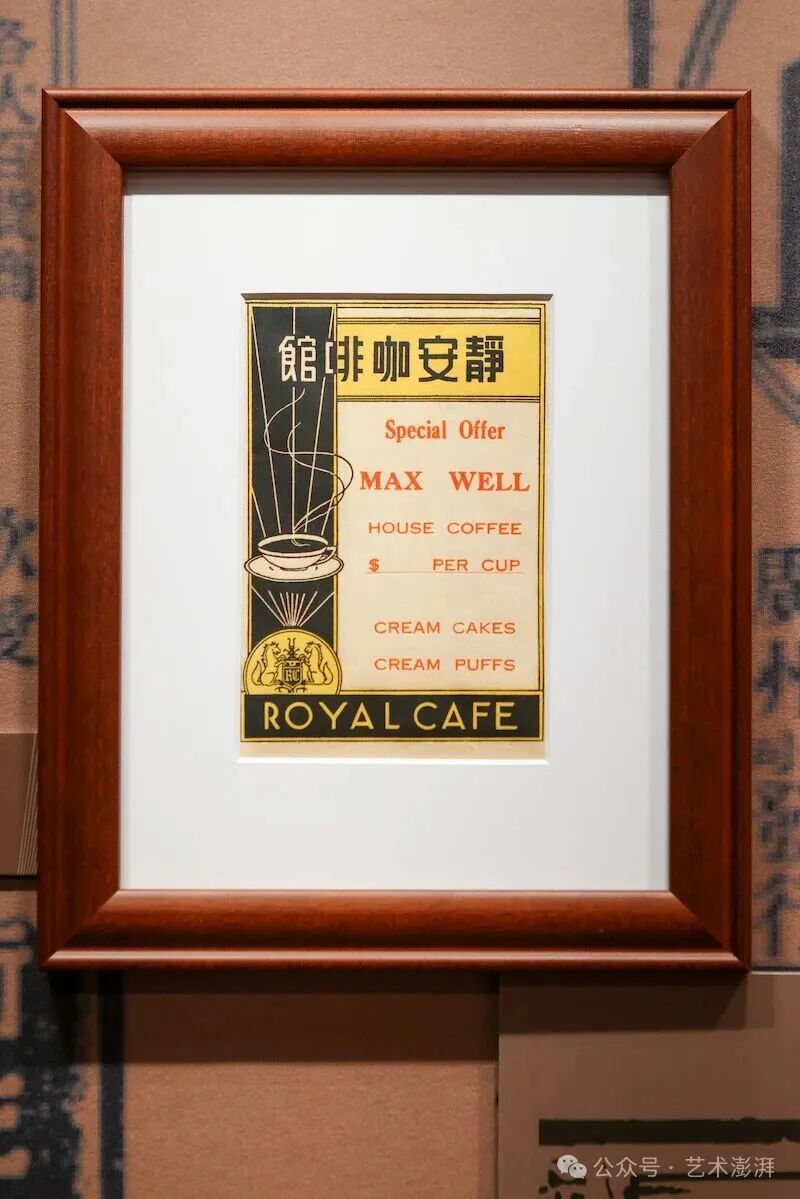 靜安咖啡館
Special Offer
MAX WELL
HOUSE COFFEE
$ PER CUP
CREAM CAKES
CREAM PUFFS
RC
ROYAL CAFE
公众号 · 艺术澎湃